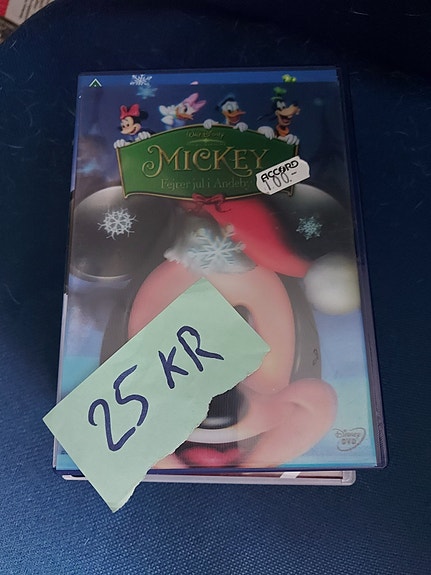 Walt Disney
MICKEY
Fejrer jul i Andeby
ACCORD
100.-
25 KR
Disney
DVD